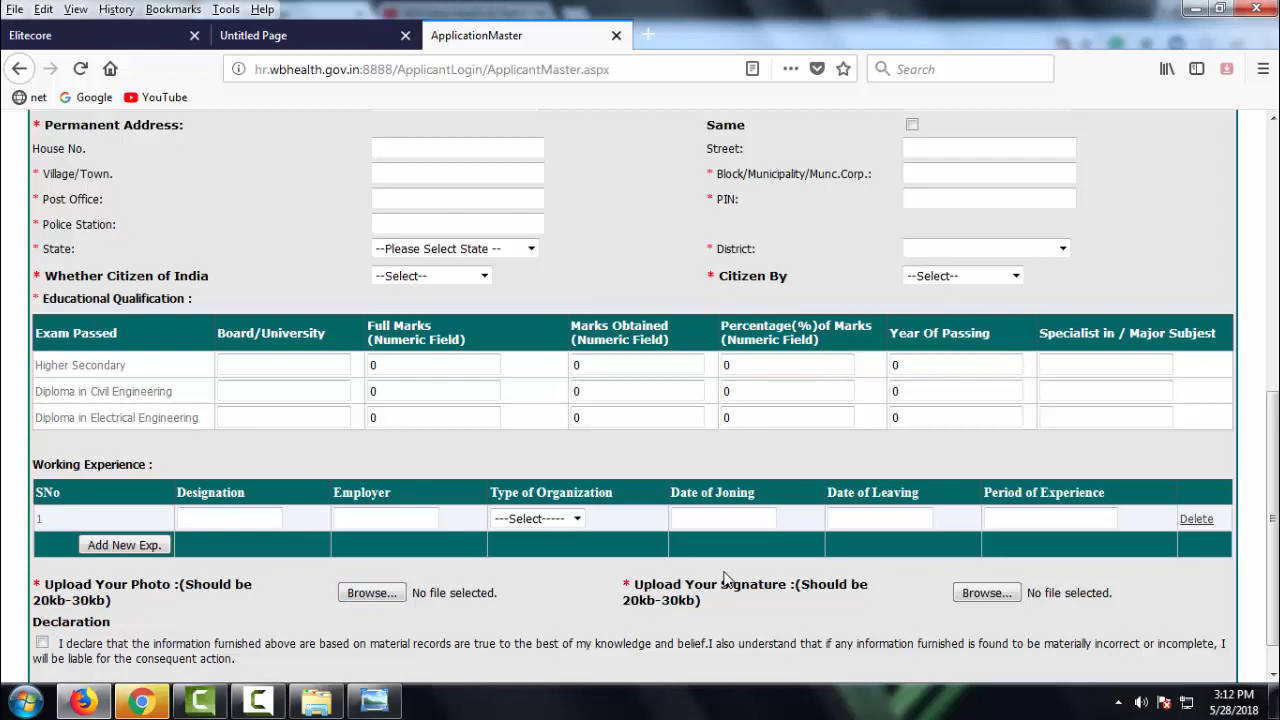 File Edit View History Bookmarks Tools Help
Elitecore Untitled Page ApplicationMaster
hr.wbhealth.gov.in:8888/ApplicantLogin/ApplicantMaster.aspx Search
net Google YouTube
* Permanent Address: Same
House No. Street:
* Village/Town. * Block/Municipality/Munc.Corp.:
* Post Office: * PIN:
* Police Station:
* State: --Please Select State -- * District:
* Whether Citizen of India --Select-- * Citizen By --Select--
* Educational Qualification :
Exam Passed Board/University Full Marks (Numeric Field) Marks Obtained (Numeric Field) Percentage(%)of Marks (Numeric Field) Year Of Passing Specialist in / Major Subjest
Higher Secondary 0 0 0 0
Diploma in Civil Engineering 0 0 0 0
Diploma in Electrical Engineering 0 0 0 0
Working Experience :
SNo Designation Employer Type of Organization Date of Joning Date of Leaving Period of Experience
1 ---Select----- Delete
Add New Exp.
* Upload Your Photo :(Should be 20kb-30kb) Browse... No file selected. * Upload Your Signature :(Should be 20kb-30kb) Browse... No file selected.
Declaration
I declare that the information furnished above are based on material records are true to the best of my knowledge and belief.I also understand that if any information furnished is found to be materially incorrect or incomplete, I
will be liable for the consequent action.
3:12 PM
5/28/2018